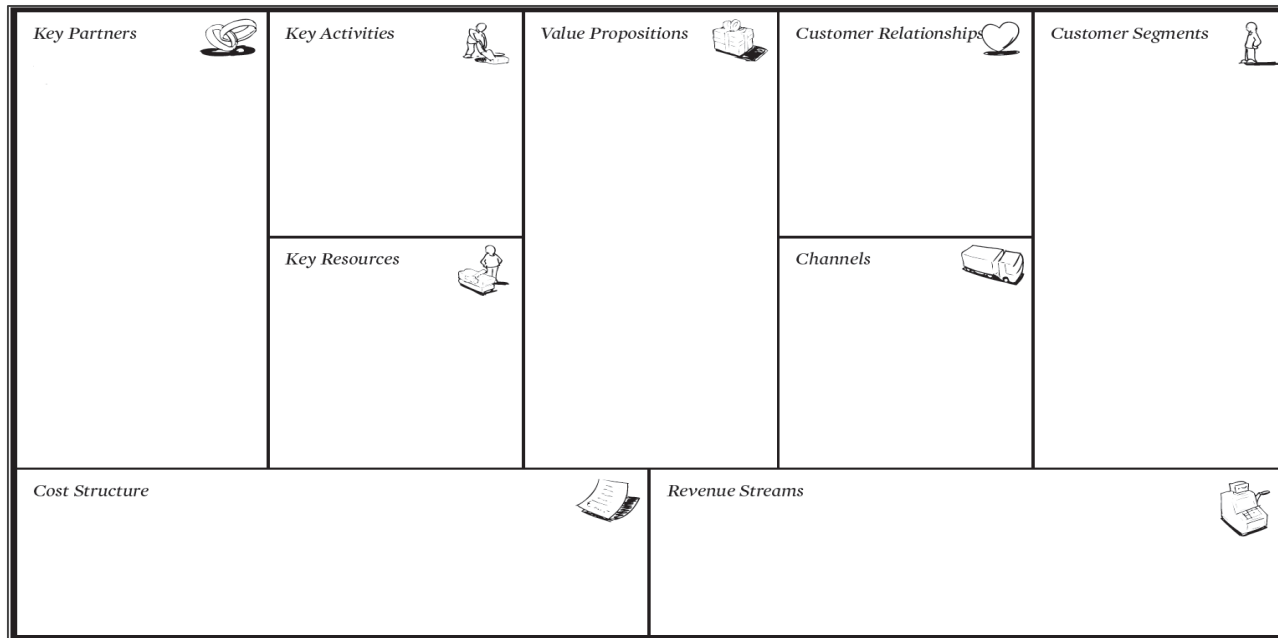 Key Partners
Key Activities
Value Propositions
Customer Relationships
Customer Segments
Key Resources
Channels
Cost Structure
Revenue Streams